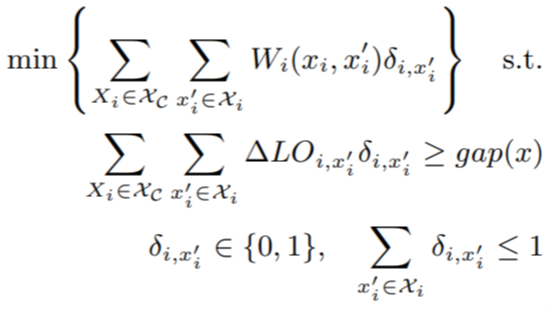 min { ∑_{X_i∈𝒳_C} ∑_{x'_i∈𝒳_i} W_i(x_i, x'_i)δ_{i,x'_i} } s.t.
∑_{X_i∈𝒳_C} ∑_{x'_i∈𝒳_i} ΔLO_{i,x'_i}δ_{i,x'_i} ≥ gap(x)
δ_{i,x'_i} ∈ {0, 1}, ∑_{x'_i∈𝒳_i} δ_{i,x'_i} ≤ 1